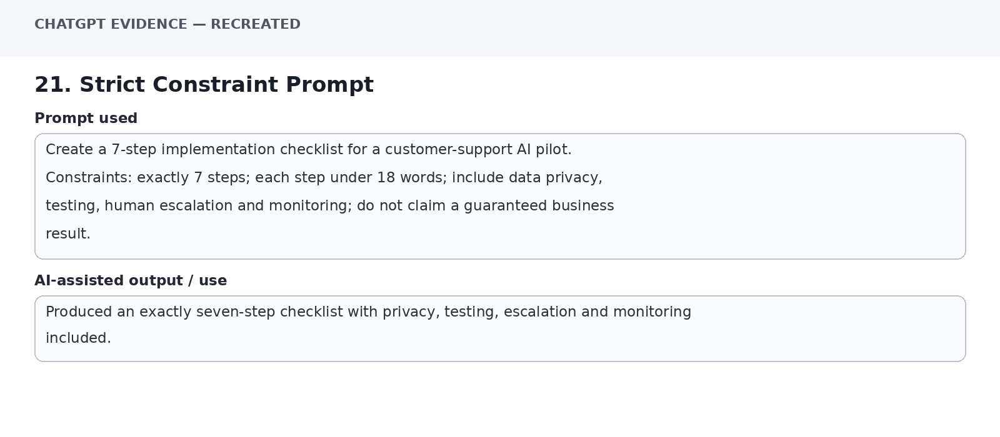 CHATGPT EVIDENCE — RECREATED
21. Strict Constraint Prompt
Prompt used
Create a 7-step implementation checklist for a customer-support AI pilot.
Constraints: exactly 7 steps; each step under 18 words; include data privacy,
testing, human escalation and monitoring; do not claim a guaranteed business
result.
AI-assisted output / use
Produced an exactly seven-step checklist with privacy, testing, escalation and monitoring
included.